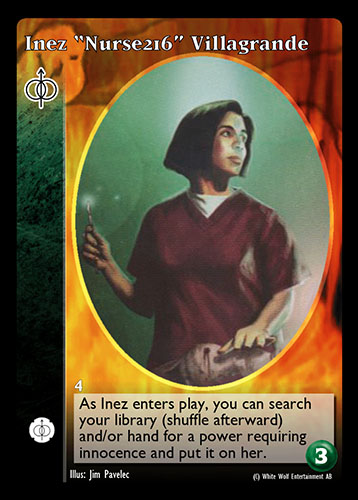 Inez "Nurse216" Villagrande
4
As Inez enters play, you can search
your library (shuffle afterward)
and/or hand for a power requiring
innocence and put it on her.
3
Illus: Jim Pavelec
(C) White Wolf Entertainment AB